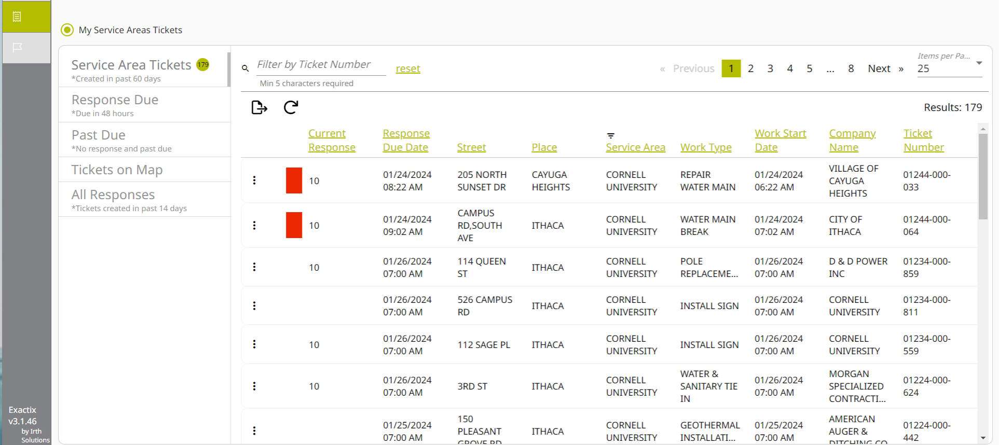 My Service Areas Tickets
Service Area Tickets 179
*Created in past 60 days
Response Due
*Due in 48 hours
Past Due
*No response and past due
Tickets on Map
All Responses
*Tickets created in past 14 days
Exactix
v3.1.46
by Irth
Solutions
Filter by Ticket Number reset
Min 5 characters required
« Previous 1 2 3 4 5 ... 8 Next »
Items per Pa...
25
Results: 179
Current Response
Response Due Date
Street
Place
Service Area
Work Type
Work Start Date
Company Name
Ticket Number
10
01/24/2024
08:22 AM
205 NORTH
SUNSET DR
CAYUGA
HEIGHTS
CORNELL
UNIVERSITY
REPAIR
WATER MAIN
01/24/2024
06:22 AM
VILLAGE OF
CAYUGA
HEIGHTS
01244-000-
033
10
01/24/2024
09:02 AM
CAMPUS
RD,SOUTH
AVE
ITHACA
CORNELL
UNIVERSITY
WATER MAIN
BREAK
01/24/2024
07:02 AM
CITY OF
ITHACA
01244-000-
064
10
01/26/2024
07:00 AM
114 QUEEN
ST
ITHACA
CORNELL
UNIVERSITY
POLE
REPLACEME...
01/26/2024
07:00 AM
D & D POWER
INC
01234-000-
859
01/26/2024
07:00 AM
526 CAMPUS
RD
ITHACA
CORNELL
UNIVERSITY
INSTALL SIGN
01/26/2024
07:00 AM
CORNELL
UNIVERSITY
01234-000-
811
10
01/26/2024
07:00 AM
112 SAGE PL
ITHACA
CORNELL
UNIVERSITY
INSTALL SIGN
01/26/2024
07:00 AM
CORNELL
UNIVERSITY
01234-000-
559
10
01/26/2024
07:00 AM
3RD ST
ITHACA
CORNELL
UNIVERSITY
WATER &
SANITARY TIE
IN
01/26/2024
07:00 AM
MORGAN
SPECIALIZED
CONTRACTI...
01224-000-
624
01/25/2024
07:00 AM
150
PLEASANT
GROVE RD
ITHACA
CORNELL
UNIVERSITY
GEOTHERMAL
INSTALLATI...
01/25/2024
07:00 AM
AMERICAN
AUGER &
DITCHING CO
01224-000-
442